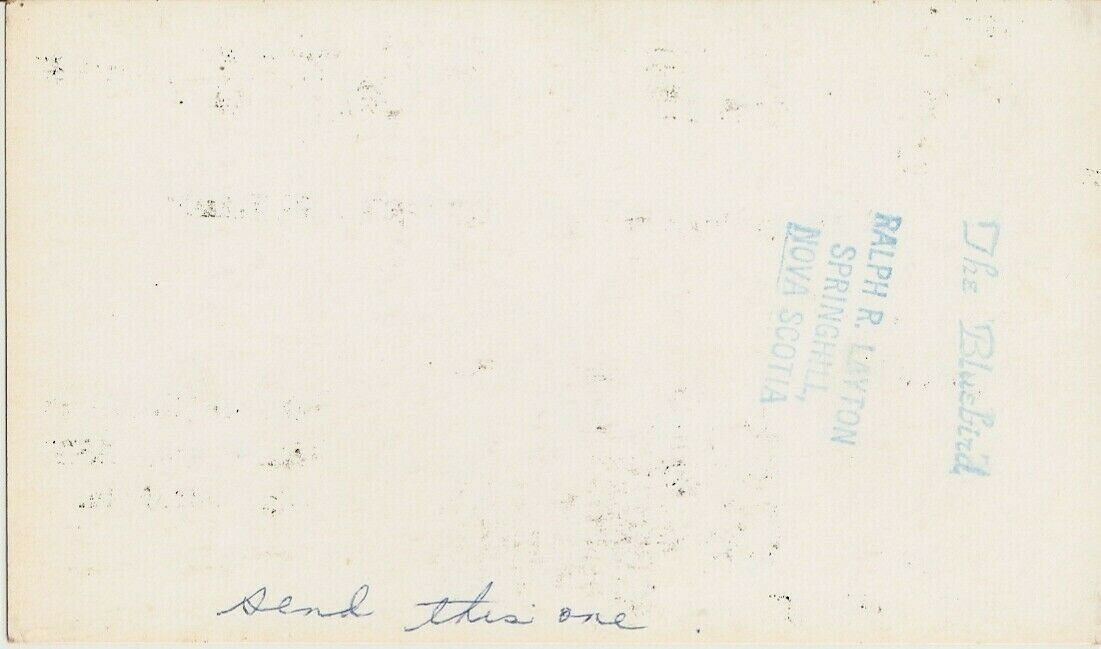 The Bluebird
RALPH R. LAYTON
SPRINGHILL,
NOVA SCOTIA
send this one.